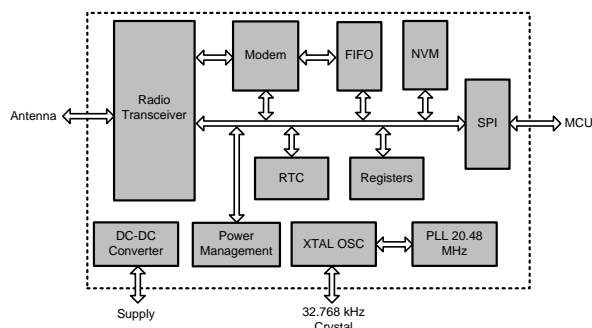 Modem
FIFO
NVM
Radio
Transceiver
Antenna
SPI
MCU
RTC
Registers
DC-DC
Converter
Power
Management
XTAL OSC
PLL 20.48
MHz
Supply
32.768 kHz
Crystal